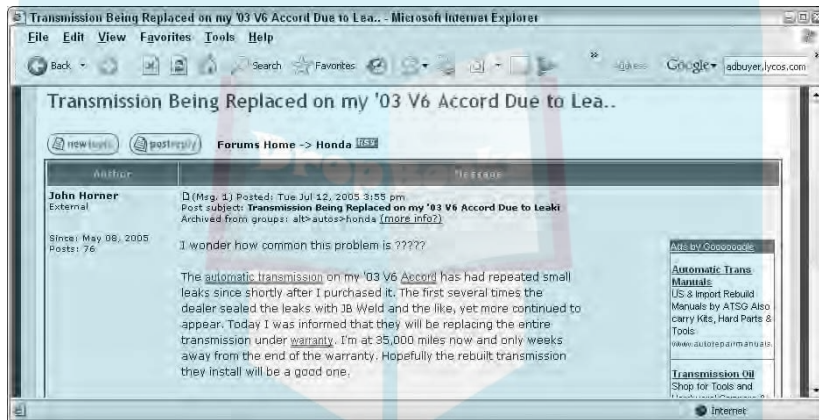 Transmission Being Replaced on my '03 V6 Accord Due to Lea.. - Microsoft Internet Explorer
File Edit View Favorites Tools Help
Back Search Favorites Address Google adbuyer.lycos.com
Transmission Being Replaced on my '03 V6 Accord Due to Lea..
new topic postreply Forums Home -> Honda RSS
Author Message
John Horner
External
Since: May 08, 2005
Posts: 76
(Msg. 1) Posted: Tue Jul 12, 2005 3:55 pm
Post subject: Transmission Being Replaced on my '03 V6 Accord Due to Leaki
Archived from groups: alt>autos>honda (more info?)
I wonder how common this problem is ?????
The automatic transmission on my '03 V6 Accord has had repeated small
leaks since shortly after I purchased it. The first several times the
dealer sealed the leaks with JB Weld and the like, yet more continued to
appear. Today I was informed that they will be replacing the entire
transmission under warranty. I'm at 35,000 miles now and only weeks
away from the end of the warranty. Hopefully the rebuilt transmission
they install will be a good one.
Ads by Goooooogle
Automatic Trans
Manuals
US & Import Rebuild
Manuals by ATSG Also
carry Kits, Hard Parts &
Tools
www.autorepairmanuals.
Transmission Oil
Shop for Tools and
Internet